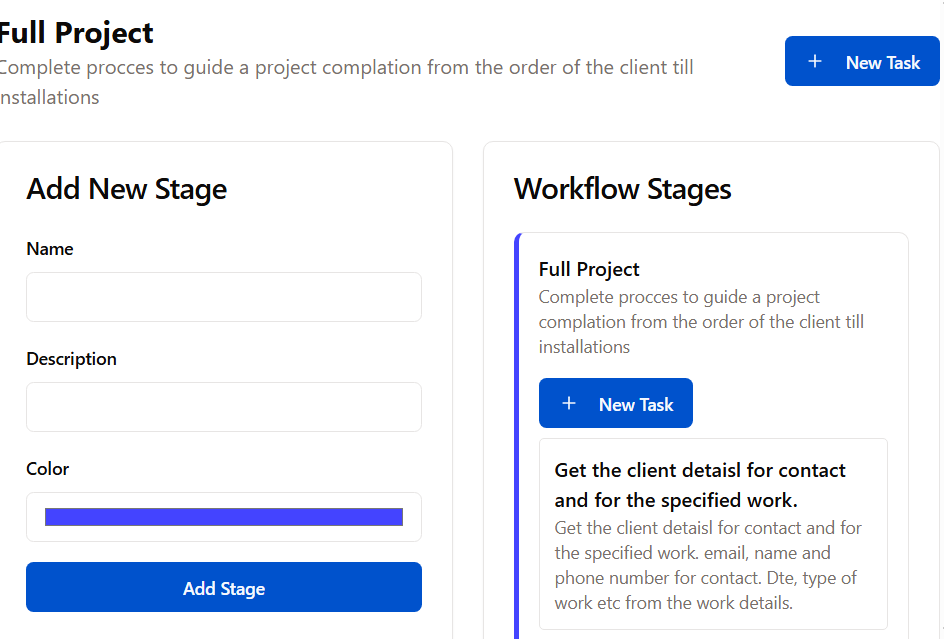 Full Project
Complete procces to guide a project complation from the order of the client till
installations
+ New Task
Add New Stage
Name
Description
Color
Add Stage
Workflow Stages
Full Project
Complete procces to guide a project
complation from the order of the client till
installations
+ New Task
Get the client detaisl for contact
and for the specified work.
Get the client detaisl for contact and for
the specified work. email, name and
phone number for contact. Dte, type of
work etc from the work details.